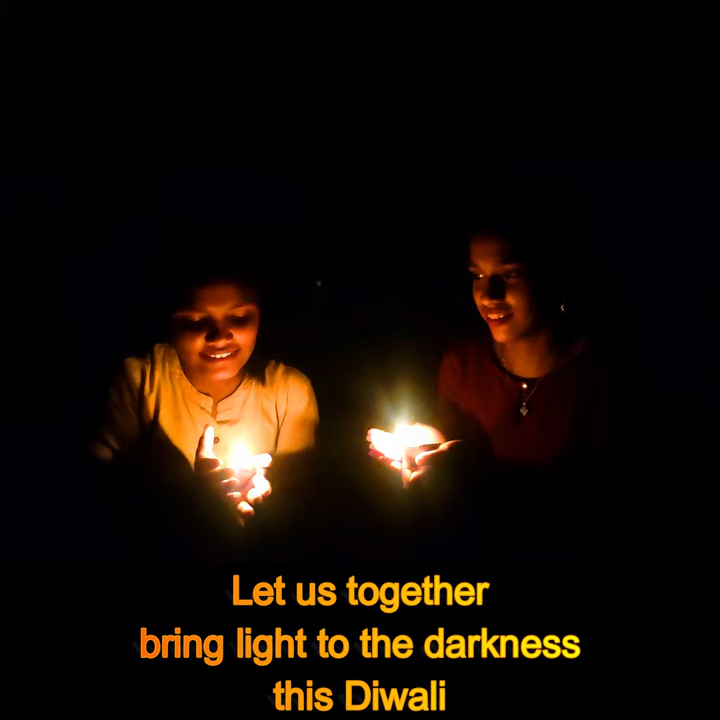 Let us together
bring light to the darkness
this Diwali